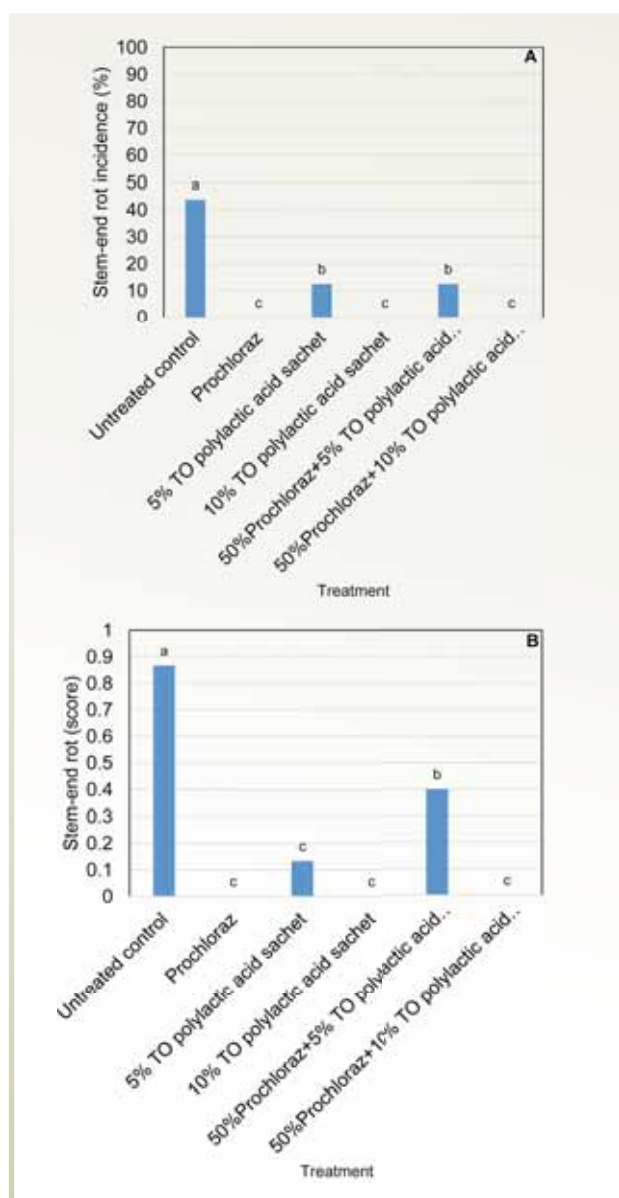 A
Stem-end rot incidence (%)
100
90
80
70
60
50
40
30
20
10
0
a
c
b
c
b
c
Untreated control
Prochloraz
5% TO polylactic acid sachet
10% TO polylactic acid sachet
50%Prochloraz+5% TO polylactic acid..
50%Prochloraz+10% TO polylactic acid..
Treatment
B
Stem-end rot (score)
1
0.9
0.8
0.7
0.6
0.5
0.4
0.3
0.2
0.1
0
a
c
c
c
b
c
Untreated control
Prochloraz
5% TO polylactic acid sachet
10% TO polylactic acid sachet
50%Prochloraz+5% TO polylactic acid..
50%Prochloraz+10% TO polylactic acid..
Treatment